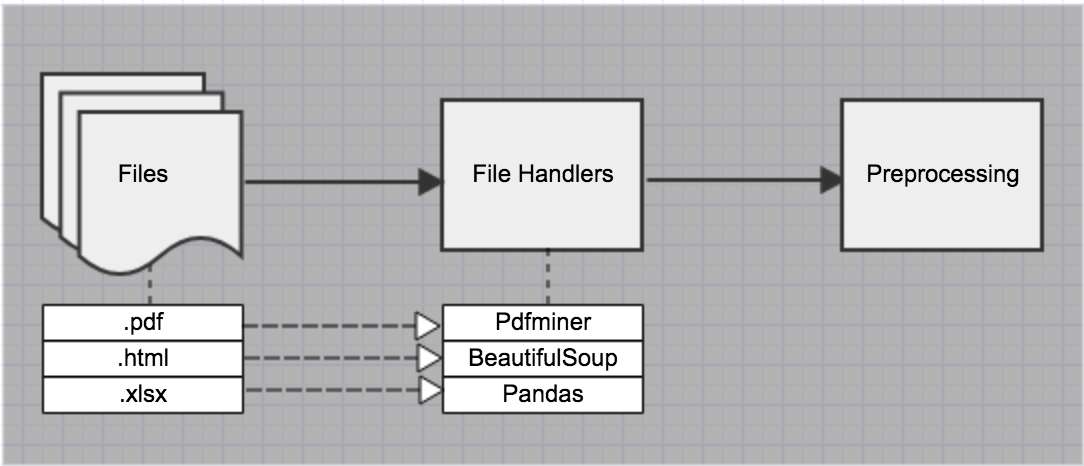 Files
File Handlers
Preprocessing
.pdf
Pdfminer
.html
BeautifulSoup
.xlsx
Pandas